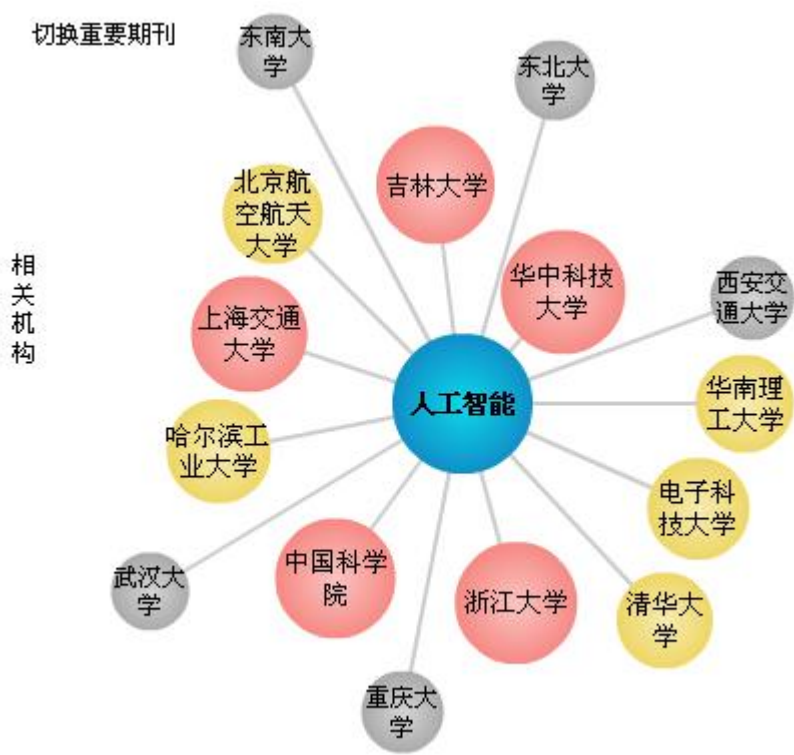 切换重要期刊
东南大
学
东北大
学
北京航
空航天
大学
吉林大学
相
关
机
构
华中科技
大学
西安交
通大学
上海交通
大学
人工智能
华南理
工大学
哈尔滨工
业大学
电子科
技大学
武汉大
学
中国科学
院
浙江大学
清华大
学
重庆大
学